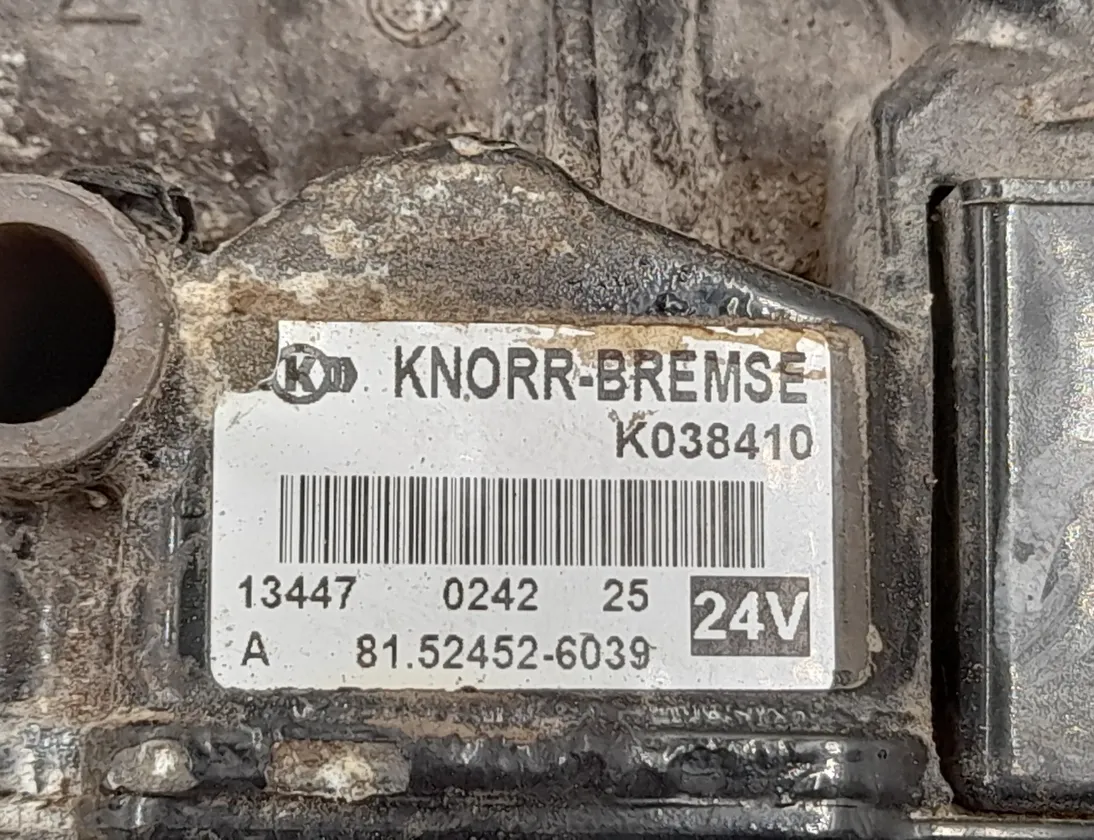 K KNORR-BREMSE
K038410
13447 0242 25 24V
A 81.52452-6039